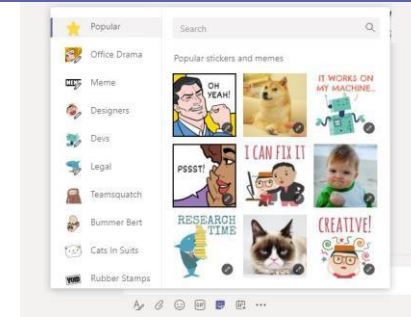 Popular
Office Drama
Meme
Designers
Devs
Legal
Teamsquatch
Bummer Bert
Cats In Suits
Rubber Stamps
Search
Popular stickers and memes
OH
YEAH!
IT WORKS ON
MY MACHINE...
PSSST!
I CAN FIX IT
RESEARCH
TIME
CREATIVE!
GIF